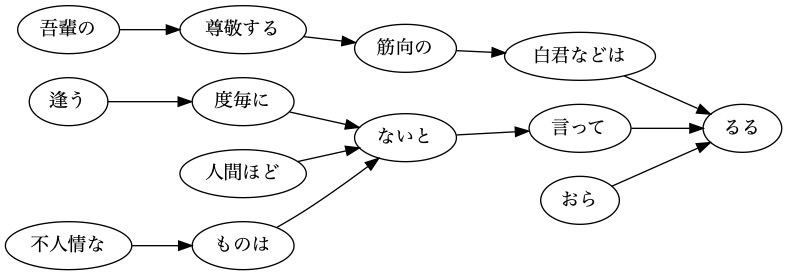 吾輩の
尊敬する
筋向の
白君などは
逢う
度毎に
人間ほど
不人情な
ものは
ないと
言って
おら
るる